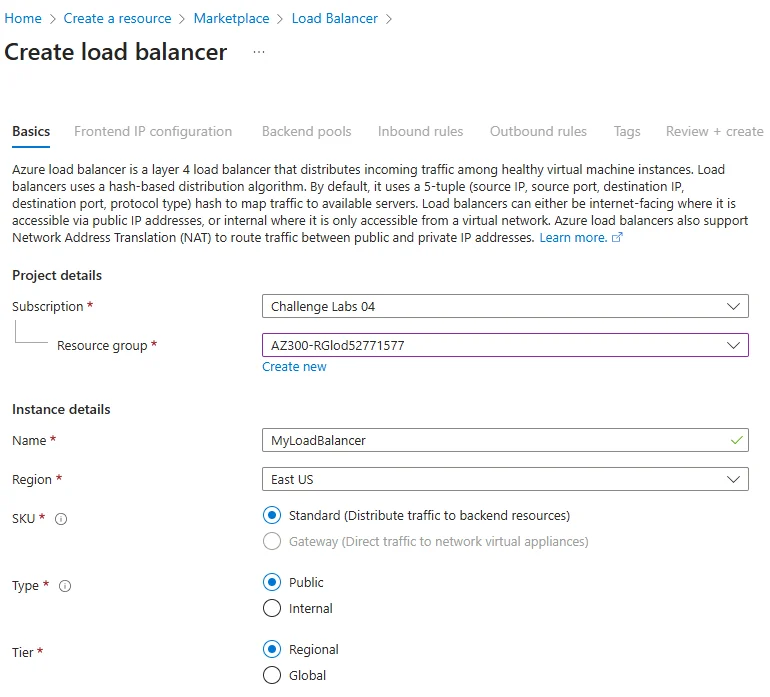 Home > Create a resource > Marketplace > Load Balancer >
Create load balancer ...
Basics Frontend IP configuration Backend pools Inbound rules Outbound rules Tags Review + create
Azure load balancer is a layer 4 load balancer that distributes incoming traffic among healthy virtual machine instances. Load
balancers uses a hash-based distribution algorithm. By default, it uses a 5-tuple (source IP, source port, destination IP,
destination port, protocol type) hash to map traffic to available servers. Load balancers can either be internet-facing where it is
accessible via public IP addresses, or internal where it is only accessible from a virtual network. Azure load balancers also support
Network Address Translation (NAT) to route traffic between public and private IP addresses. Learn more.
Project details
Subscription * Challenge Labs 04
Resource group * AZ300-RGlod52771577
Create new
Instance details
Name * MyLoadBalancer
Region * East US
SKU * Standard (Distribute traffic to backend resources)
Gateway (Direct traffic to network virtual appliances)
Type * Public
Internal
Tier * Regional
Global